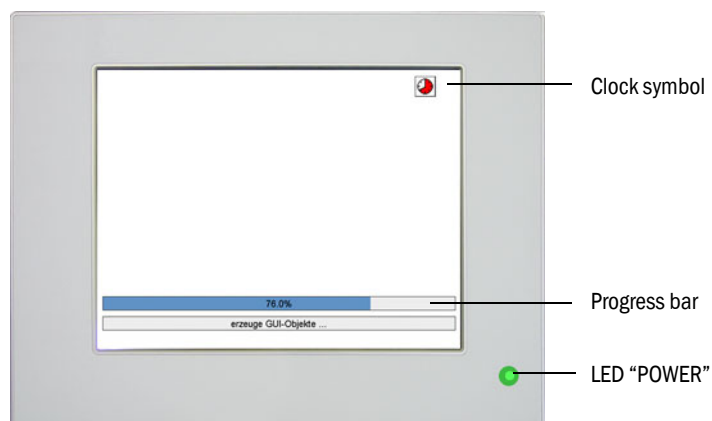 Clock symbol
76.0%
Progress bar
erzeuge GUI-Objekte ...
LED “POWER”